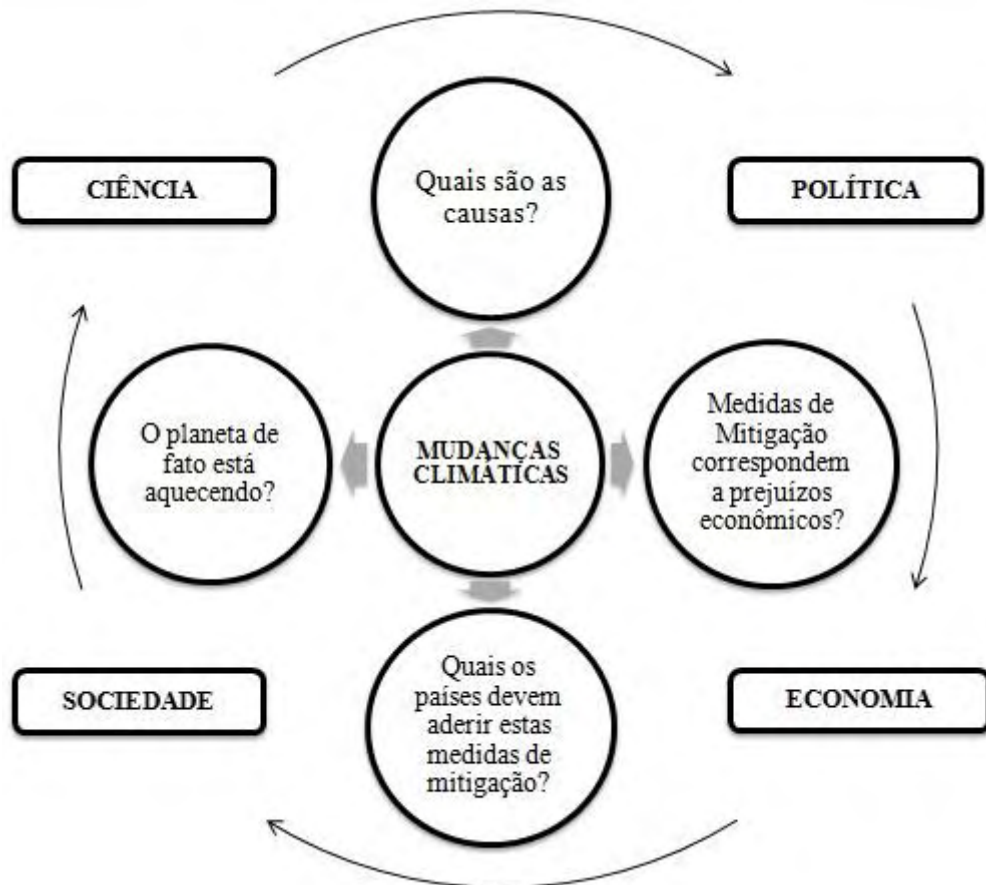 CIÊNCIA
Quais são as
causas?
POLÍTICA
O planeta de
fato está
aquecendo?
MUDANÇAS
CLIMÁTICAS
Medidas de
Mitigação
correspondem
a prejuízos
econômicos?
SOCIEDADE
Quais os
países devem
aderir estas
medidas de
mitigação?
ECONOMIA